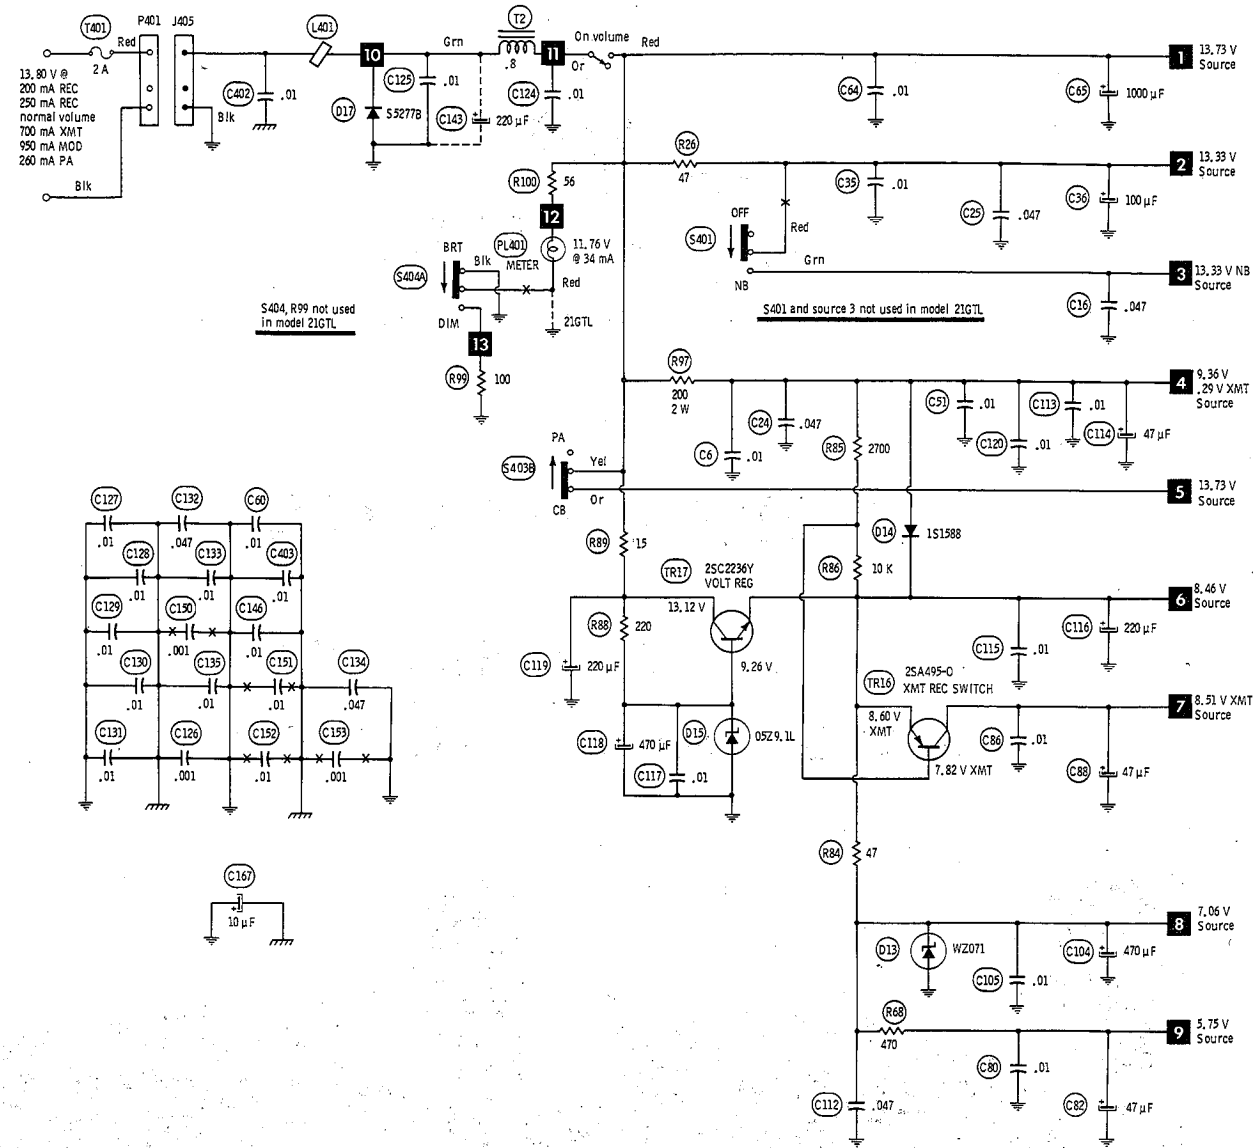 T401
Red
P401
J405
2 A
13.80 V @
200 mA REC
250 mA REC
normal volume
700 mA XMT
950 mA MOD
260 mA PA
Blk
C402
.01
Blk
L401
10
Grn
D17
S5277B
C125
.01
C143
220 µF
T2
.8
11
C124
.01
On volume
Or
Red
C64
.01
C65
1000 µF
1
13.73 V
Source
R26
47
C35
.01
C25
.047
C36
100 µF
2
13.33 V
Source
R100
56
12
PL401
METER
11.76 V
@ 34 mA
Red
21GTL
BRT
Blk
S404A
DIM
13
R99
100
S404, R99 not used
in model 21GTL
OFF
S401
Red
Grn
NB
S401 and source 3 not used in model 21GTL
C16
.047
3
13.33 V NB
Source
R97
200
2 W
C6
.01
C24
.047
R85
2700
C51
.01
C120
.01
C113
.01
C114
47 µF
4
9.36 V
.29 V XMT
Source
PA
S403B
Yel
Or
CB
5
13.73 V
Source
R89
15
TR17
2SC2236Y
VOLT REG
13.12 V
9.26 V
R86
10 K
D14
1S1588
R88
220
C119
220 µF
C118
470 µF
C117
.01
D15
05Z9.1L
C115
.01
C116
220 µF
6
8.46 V
Source
TR16
2SA495-O
XMT REC SWITCH
8.60 V
XMT
7.82 V XMT
C86
.01
C88
47 µF
7
8.51 V XMT
Source
R84
47
D13
WZ071
C105
.01
C104
470 µF
8
7.06 V
Source
R68
470
C80
.01
C82
47 µF
C112
.047
9
5.75 V
Source
C127
.01
C132
.047
C60
.01
C128
.01
C133
.01
C403
.01
C129
.01
C150
.001
C146
.01
C130
.01
C135
.01
C151
.01
C134
.047
C131
.01
C126
.001
C152
.01
C153
.001
C167
10 µF